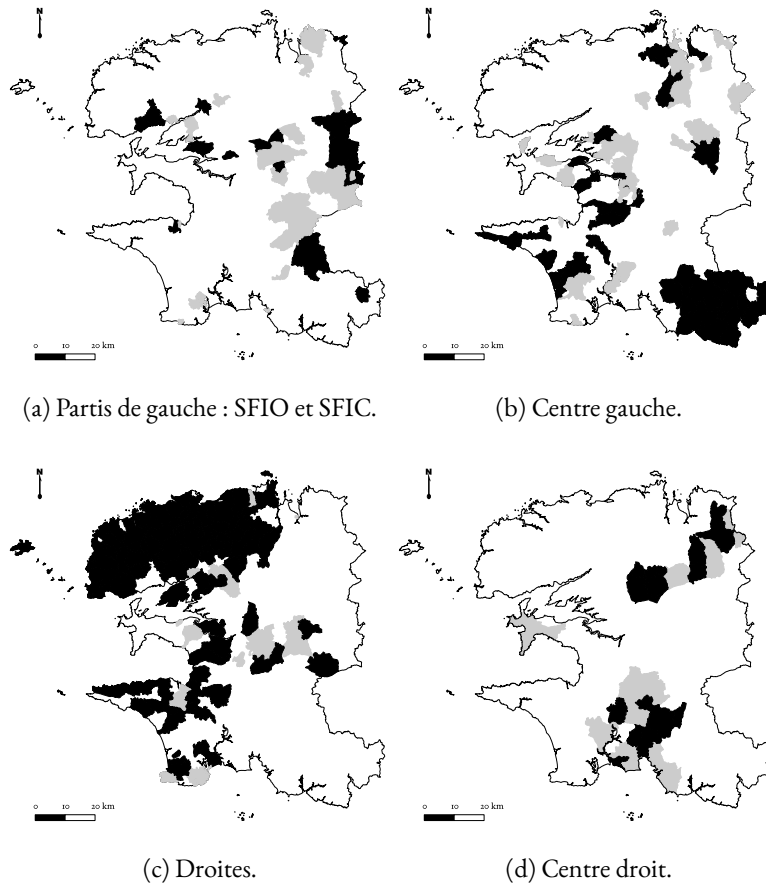 N
N
0 10 20 km
0 10 20 km
(a) Partis de gauche : SFIO et SFIC.
(b) Centre gauche.
N
N
0 10 20 km
0 10 20 km
(c) Droites.
(d) Centre droit.